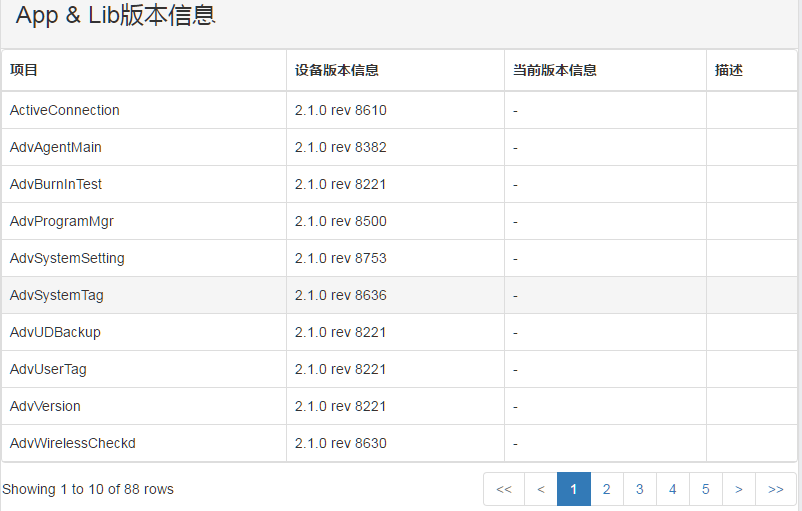 App & Lib版本信息
项目 设备版本信息 当前版本信息 描述
ActiveConnection 2.1.0 rev 8610 -
AdvAgentMain 2.1.0 rev 8382 -
AdvBurnInTest 2.1.0 rev 8221 -
AdvProgramMgr 2.1.0 rev 8500 -
AdvSystemSetting 2.1.0 rev 8753 -
AdvSystemTag 2.1.0 rev 8636 -
AdvUDBackup 2.1.0 rev 8221 -
AdvUserTag 2.1.0 rev 8221 -
AdvVersion 2.1.0 rev 8221 -
AdvWirelessCheckd 2.1.0 rev 8630 -
Showing 1 to 10 of 88 rows << < 1 2 3 4 5 > >>